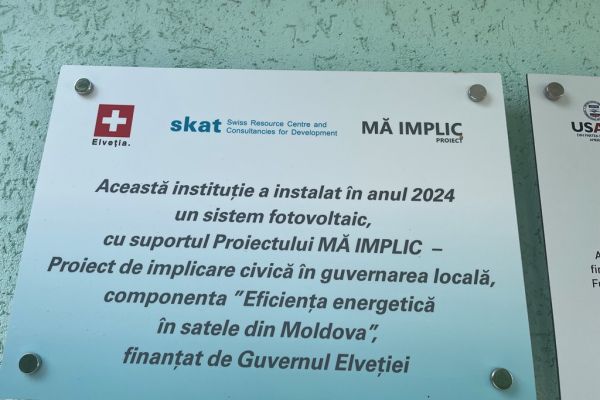 Elveția.
skat Swiss Resource Centre and
Consultancies for Development
MĂ IMPLIC
PROIECT
Această instituție a instalat în anul 2024
un sistem fotovoltaic,
cu suportul Proiectului MĂ IMPLIC –
Proiect de implicare civică în guvernarea locală,
componenta ”Eficiența energetică
în satele din Moldova”,
finanțat de Guvernul Elveției